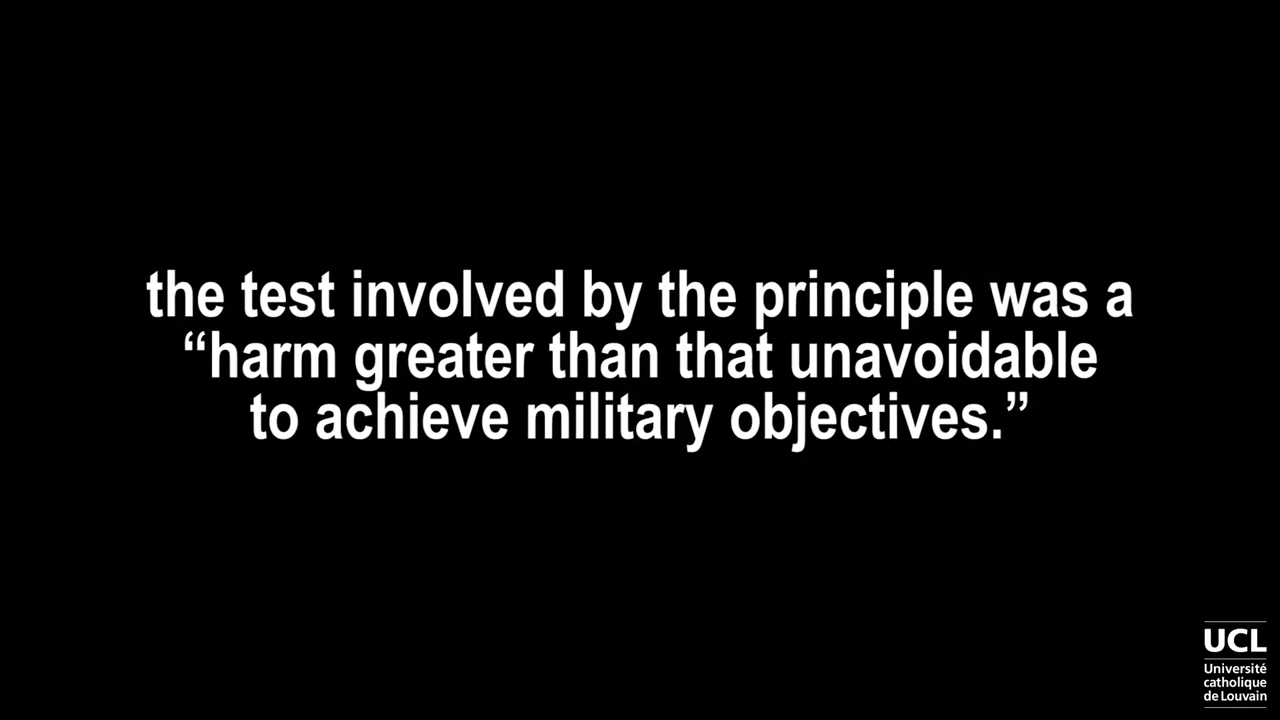 the test involved by the principle was a
“harm greater than that unavoidable
to achieve military objectives.”
UCL
Université
catholique
de Louvain